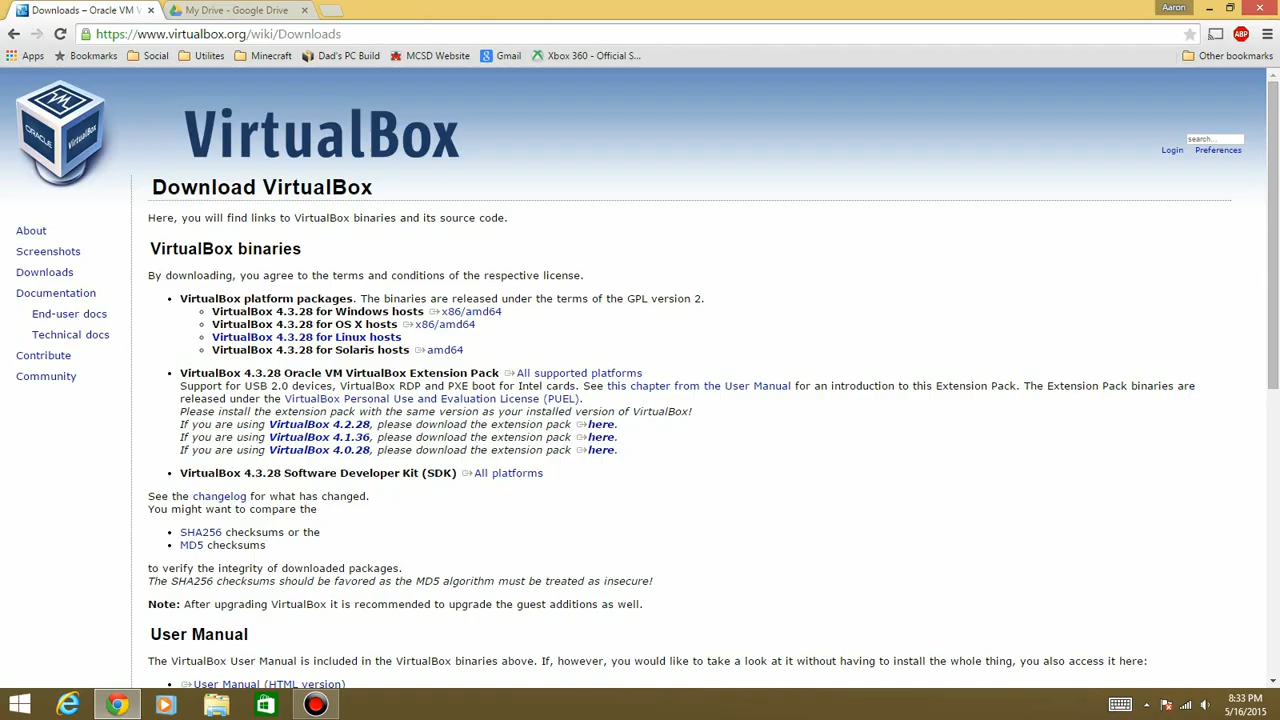 Downloads – Oracle VM V
My Drive - Google Drive
Aaron
https://www.virtualbox.org/wiki/Downloads
ABP
Apps
Bookmarks
Social
Utilites
Minecraft
Dad's PC Build
MCSD Website
Gmail
Xbox 360 - Official S...
Other bookmarks
ORACLE
VirtualBox
VM
VirtualBox
search...
Login
Preferences
Download VirtualBox
Here, you will find links to VirtualBox binaries and its source code.
About
Screenshots
Downloads
Documentation
End-user docs
Technical docs
Contribute
Community
VirtualBox binaries
By downloading, you agree to the terms and conditions of the respective license.
VirtualBox platform packages. The binaries are released under the terms of the GPL version 2.
VirtualBox 4.3.28 for Windows hosts x86/amd64
VirtualBox 4.3.28 for OS X hosts x86/amd64
VirtualBox 4.3.28 for Linux hosts
VirtualBox 4.3.28 for Solaris hosts amd64
VirtualBox 4.3.28 Oracle VM VirtualBox Extension Pack All supported platforms
Support for USB 2.0 devices, VirtualBox RDP and PXE boot for Intel cards. See this chapter from the User Manual for an introduction to this Extension Pack. The Extension Pack binaries are
released under the VirtualBox Personal Use and Evaluation License (PUEL).
Please install the extension pack with the same version as your installed version of VirtualBox!
If you are using VirtualBox 4.2.28, please download the extension pack here.
If you are using VirtualBox 4.1.36, please download the extension pack here.
If you are using VirtualBox 4.0.28, please download the extension pack here.
VirtualBox 4.3.28 Software Developer Kit (SDK) All platforms
See the changelog for what has changed.
You might want to compare the
SHA256 checksums or the
MD5 checksums
to verify the integrity of downloaded packages.
The SHA256 checksums should be favored as the MD5 algorithm must be treated as insecure!
Note: After upgrading VirtualBox it is recommended to upgrade the guest additions as well.
User Manual
The VirtualBox User Manual is included in the VirtualBox binaries above. If, however, you would like to take a look at it without having to install the whole thing, you also access it here:
User Manual (HTML version)
8:33 PM
5/16/2015